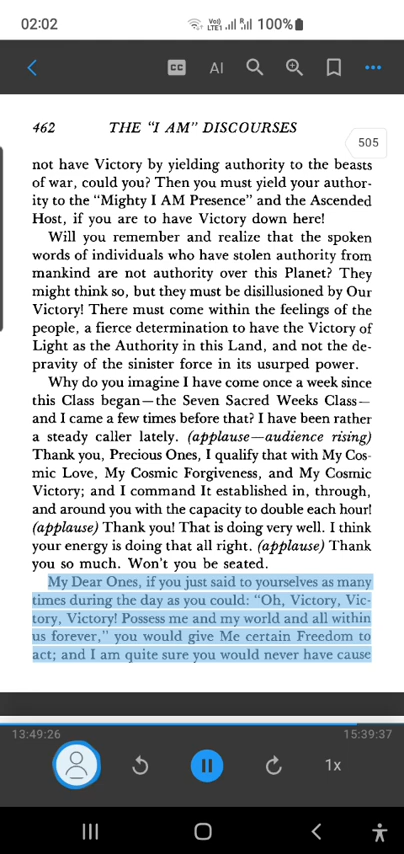 02:02
Vo)) LTE1 R 100%
CC AI
462 THE "I AM" DISCOURSES
505
not have Victory by yielding authority to the beasts
of war, could you? Then you must yield your author-
ity to the "Mighty I AM Presence" and the Ascended
Host, if you are to have Victory down here!
Will you remember and realize that the spoken
words of individuals who have stolen authority from
mankind are not authority over this Planet? They
might think so, but they must be disillusioned by Our
Victory! There must come within the feelings of the
people, a fierce determination to have the Victory of
Light as the Authority in this Land, and not the de-
pravity of the sinister force in its usurped power.
Why do you imagine I have come once a week since
this Class began—the Seven Sacred Weeks Class—
and I came a few times before that? I have been rather
a steady caller lately. (applause—audience rising)
Thank you, Precious Ones, I qualify that with My Cos-
mic Love, My Cosmic Forgiveness, and My Cosmic
Victory; and I command It established in, through,
and around you with the capacity to double each hour!
(applause) Thank you! That is doing very well. I think
your energy is doing that all right. (applause) Thank
you so much. Won't you be seated.
My Dear Ones, if you just said to yourselves as many
times during the day as you could: "Oh, Victory, Vic-
tory, Victory! Possess me and my world and all within
us forever," you would give Me certain Freedom to
act; and I am quite sure you would never have cause
13:49:26 15:39:37
1x